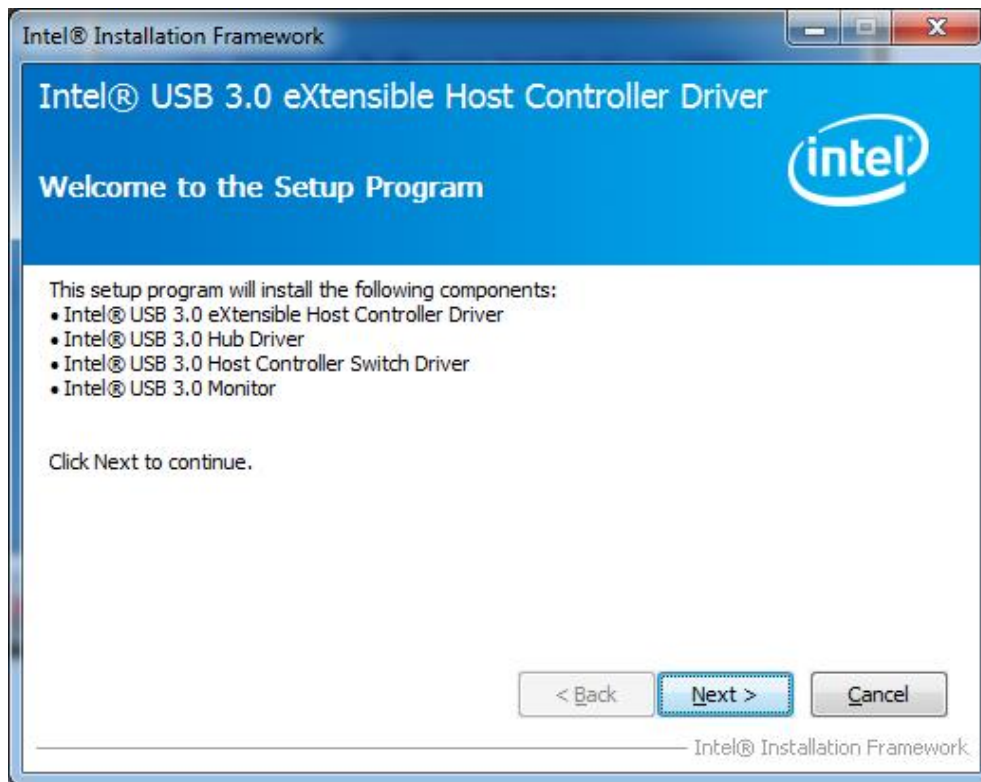 Intel® Installation Framework
Intel® USB 3.0 eXtensible Host Controller Driver
intel
Welcome to the Setup Program
This setup program will install the following components:
• Intel® USB 3.0 eXtensible Host Controller Driver
• Intel® USB 3.0 Hub Driver
• Intel® USB 3.0 Host Controller Switch Driver
• Intel® USB 3.0 Monitor
Click Next to continue.
< Back Next > Cancel
Intel® Installation Framework